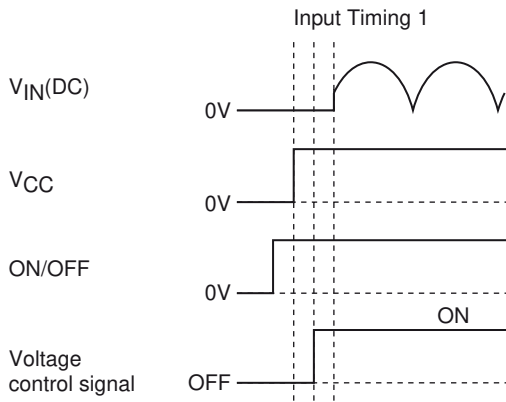 Input Timing 1
VIN(DC)
0V
VCC
0V
ON/OFF
0V
ON
Voltage
control signal
OFF